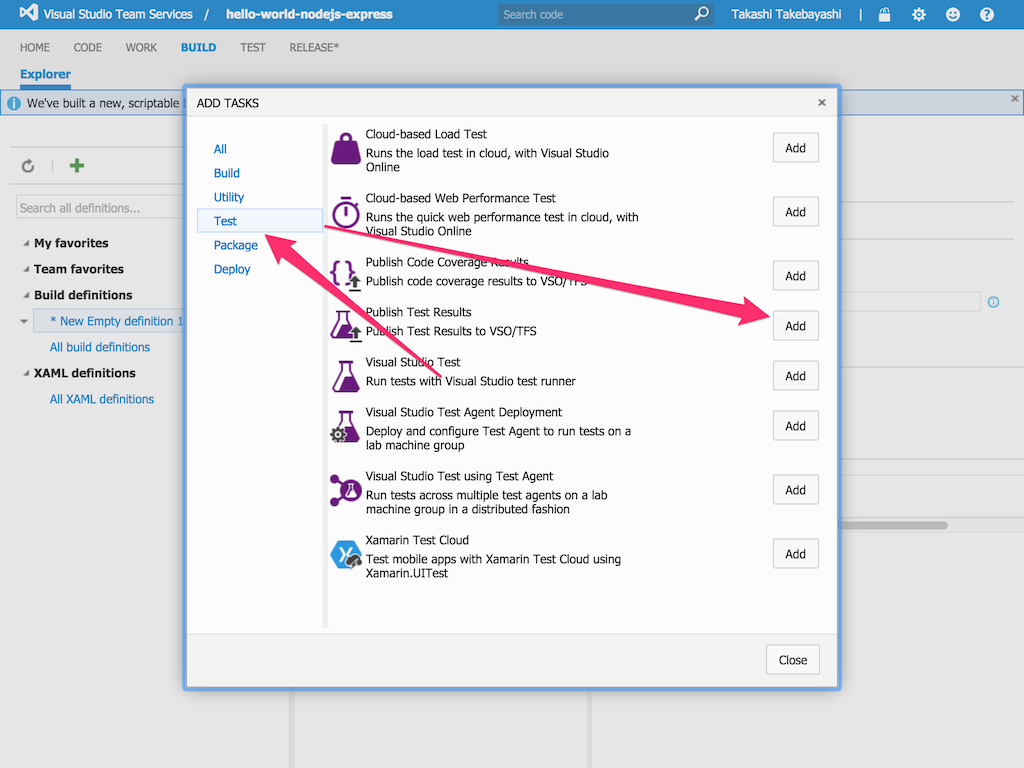 Visual Studio Team Services / hello-world-nodejs-express
Search code
Takashi Takebayashi |
HOME CODE WORK BUILD TEST RELEASE*
Explorer
We've built a new, scriptable
ADD TASKS
Search all definitions...
My favorites
Team favorites
Build definitions
* New Empty definition 1
All build definitions
XAML definitions
All XAML definitions
All
Build
Utility
Test
Package
Deploy
Cloud-based Load Test
Runs the load test in cloud, with Visual Studio
Online
Add
Cloud-based Web Performance Test
Runs the quick web performance test in cloud, with
Visual Studio Online
Add
Publish Code Coverage Results
Publish code coverage results to VSO/TFS
Add
Publish Test Results
Publish Test Results to VSO/TFS
Add
Visual Studio Test
Run tests with Visual Studio test runner
Add
Visual Studio Test Agent Deployment
Deploy and configure Test Agent to run tests on a
lab machine group
Add
Visual Studio Test using Test Agent
Run tests across multiple test agents on a lab
machine group in a distributed fashion
Add
Xamarin Test Cloud
Test mobile apps with Xamarin Test Cloud using
Xamarin.UITest
Add
Close